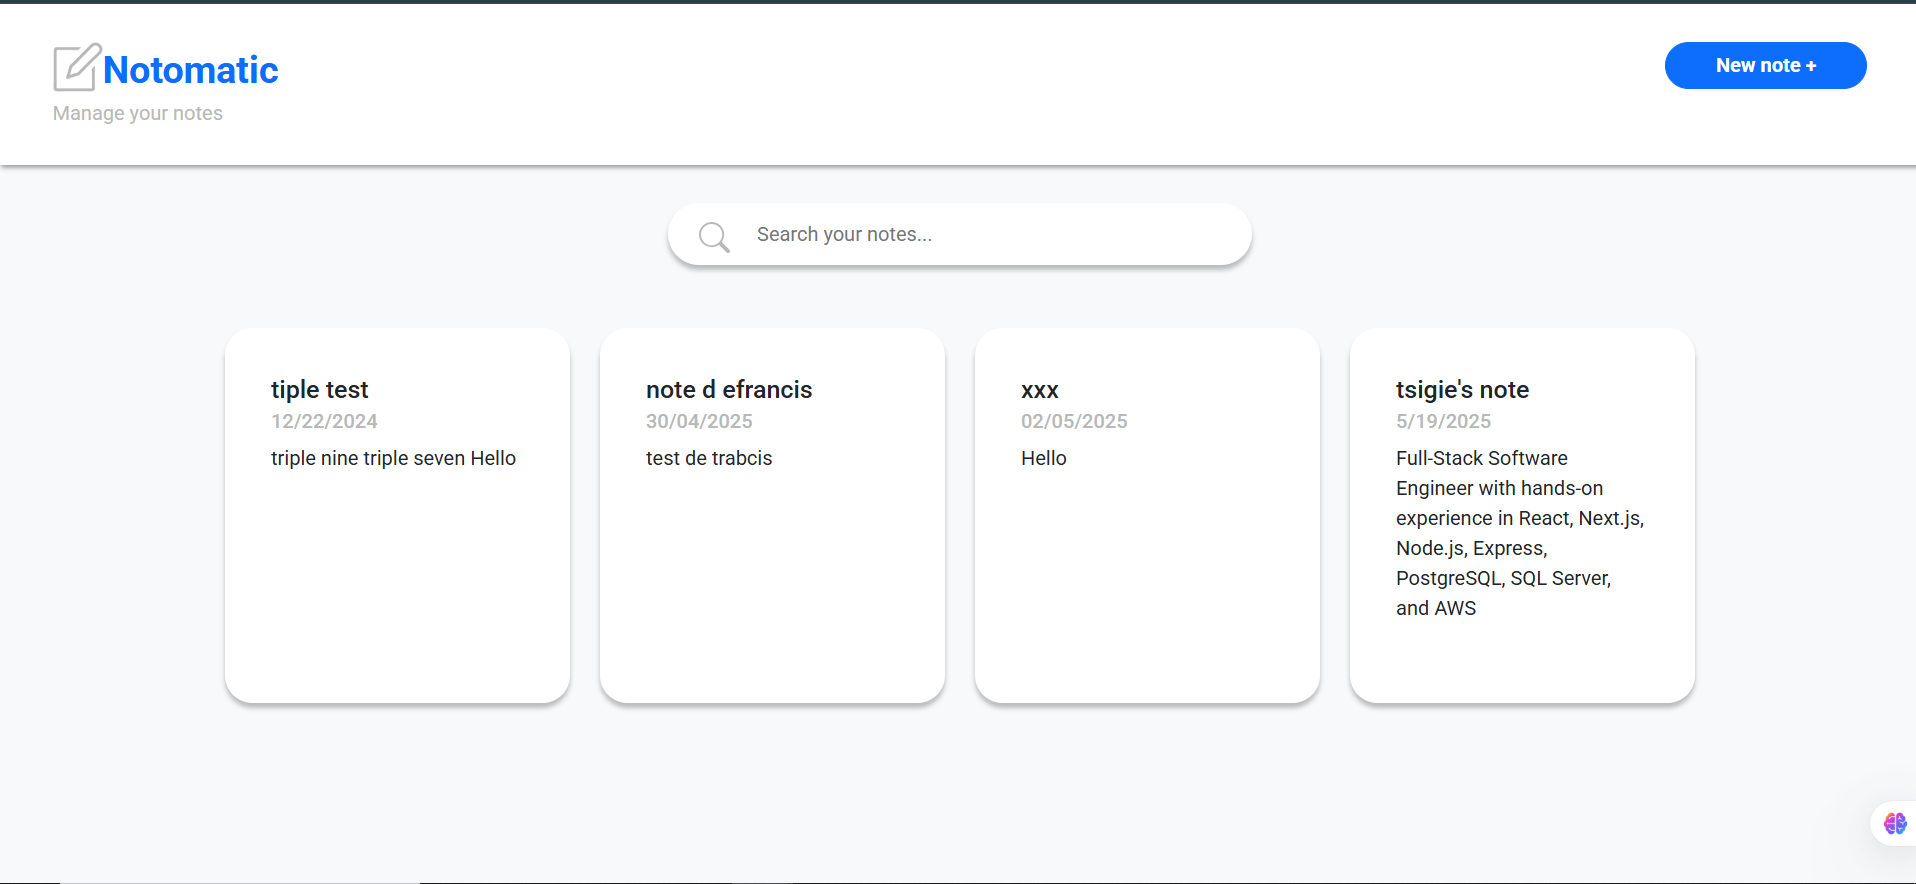 Notomatic
Manage your notes
New note +
Search your notes...
tiple test
12/22/2024
triple nine triple seven Hello
note d efrancis
30/04/2025
test de trabcis
xxx
02/05/2025
Hello
tsigie's note
5/19/2025
Full-Stack Software
Engineer with hands-on
experience in React, Next.js,
Node.js, Express,
PostgreSQL, SQL Server,
and AWS